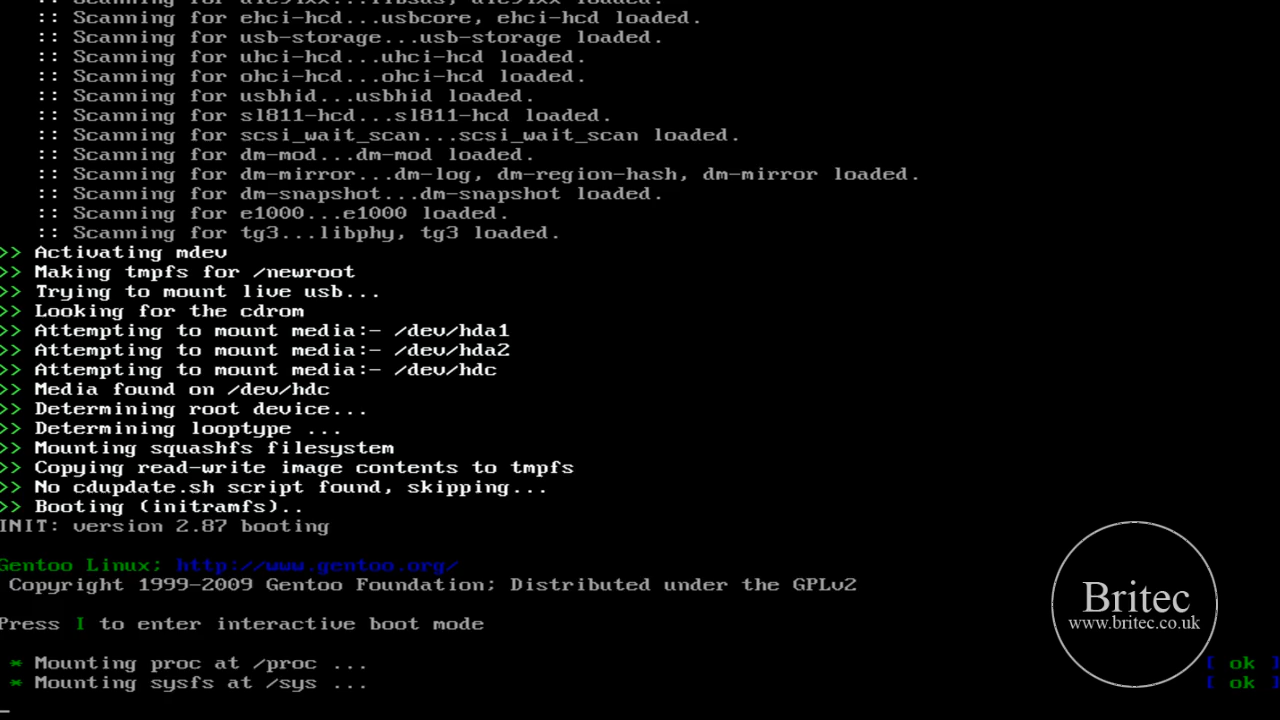 :: Scanning for ehci-hcd...usbcore, ehci-hcd loaded.
:: Scanning for usb-storage...usb-storage loaded.
:: Scanning for uhci-hcd...uhci-hcd loaded.
:: Scanning for ohci-hcd...ohci-hcd loaded.
:: Scanning for usbhid...usbhid loaded.
:: Scanning for sl811-hcd...sl811-hcd loaded.
:: Scanning for scsi_wait_scan...scsi_wait_scan loaded.
:: Scanning for dm-mod...dm-mod loaded.
:: Scanning for dm-mirror...dm-log, dm-region-hash, dm-mirror loaded.
:: Scanning for dm-snapshot...dm-snapshot loaded.
:: Scanning for e1000...e1000 loaded.
:: Scanning for tg3...libphy, tg3 loaded.
>> Activating mdev
>> Making tmpfs for /newroot
>> Trying to mount live usb...
>> Looking for the cdrom
>> Attempting to mount media:- /dev/hda1
>> Attempting to mount media:- /dev/hda2
>> Attempting to mount media:- /dev/hdc
>> Media found on /dev/hdc
>> Determining root device...
>> Determining looptype ...
>> Mounting squashfs filesystem
>> Copying read-write image contents to tmpfs
>> No cdupdate.sh script found, skipping...
>> Booting (initramfs)..
INIT: version 2.87 booting
Gentoo Linux; http://www.gentoo.org/
Copyright 1999-2009 Gentoo Foundation; Distributed under the GPLv2
Press I to enter interactive boot mode
* Mounting proc at /proc ... [ ok ]
* Mounting sysfs at /sys ... [ ok ]
Britec
www.britec.co.uk